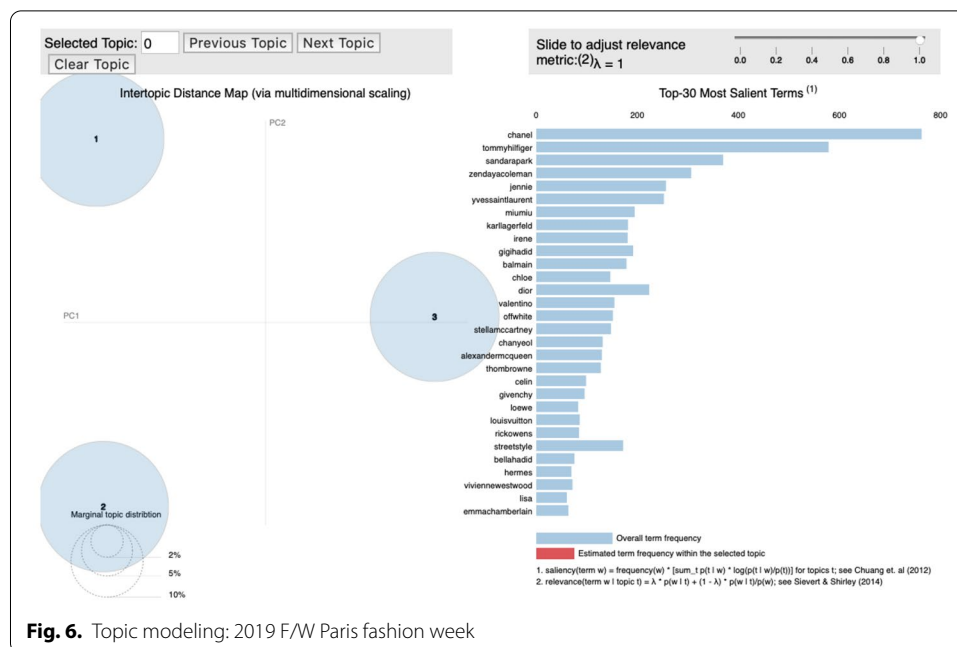 Selected Topic: 0 Previous Topic Next Topic
Clear Topic
Slide to adjust relevance
metric:(2)λ = 1
0.0 0.2 0.4 0.6 0.8 1.0
Intertopic Distance Map (via multidimensional scaling)
PC2
PC1
1
3
2
Marginal topic distribtion
2%
5%
10%
Top-30 Most Salient Terms (1)
0 200 400 600 800
chanel
tommyhilfiger
sandarapark
zendayacoleman
jennie
yvessaintlaurent
miumiu
karllagerfeld
irene
gigihadid
balmain
chloe
dior
valentino
offwhite
stellamccartney
chanyeol
alexandermcqueen
thombrowne
celin
givenchy
loewe
louisvuitton
rickowens
streetstyle
bellahadid
hermes
viviennewestwood
lisa
emmachamberlain
Overall term frequency
Estimated term frequency within the selected topic
1. saliency(term w) = frequency(w) * [sum_t p(t | w) * log(p(t | w)/p(t))] for topics t; see Chuang et. al (2012)
2. relevance(term w | topic t) = λ * p(w | t) + (1 - λ) * p(w | t)/p(w); see Sievert & Shirley (2014)
Fig. 6. Topic modeling: 2019 F/W Paris fashion week